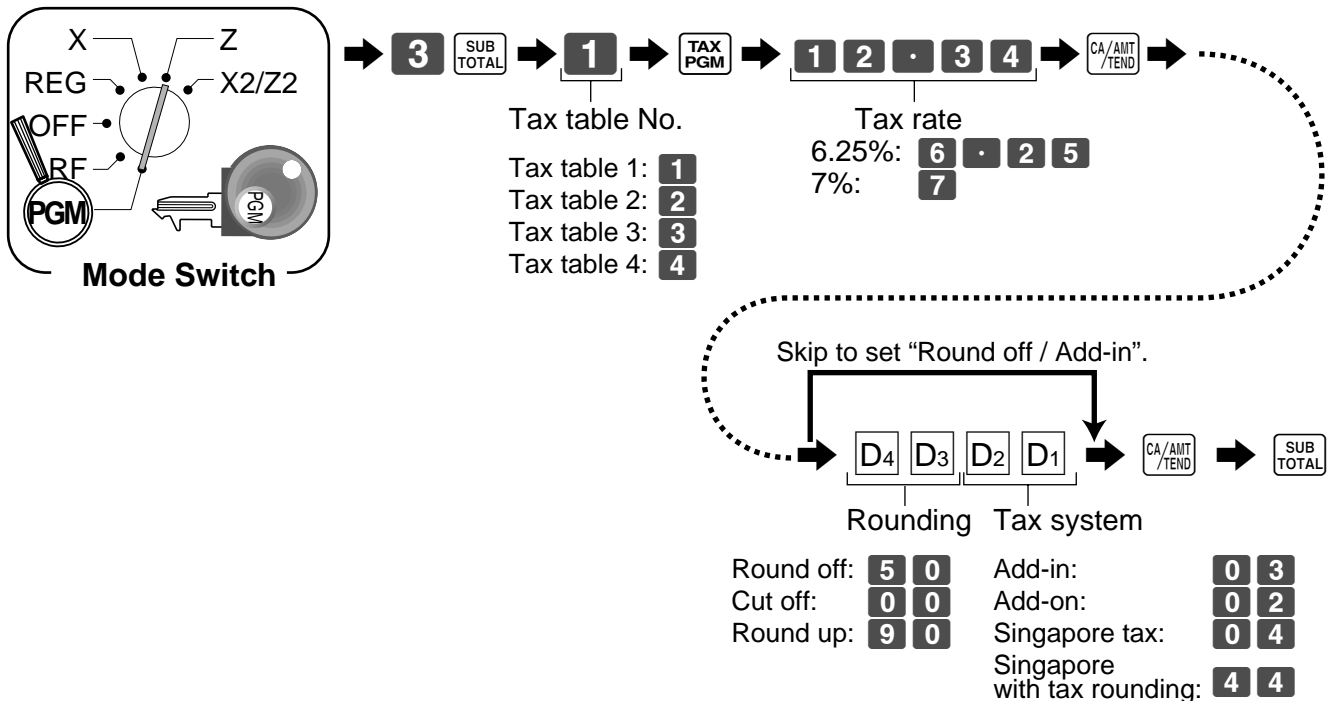 X Z
REG X2/Z2
OFF
RF
PGM PGM
Mode Switch
3 SUB TOTAL 1 TAX PGM 1 2 · 3 4 CA/AMT /TEND
Tax table No.
Tax table 1: 1
Tax table 2: 2
Tax table 3: 3
Tax table 4: 4
Tax rate
6.25%: 6 · 2 5
7%: 7
Skip to set “Round off / Add-in”.
D4 D3 D2 D1 CA/AMT /TEND SUB TOTAL
Rounding Tax system
Round off: 5 0
Cut off: 0 0
Round up: 9 0
Add-in: 0 3
Add-on: 0 2
Singapore tax: 0 4
Singapore
with tax rounding: 4 4